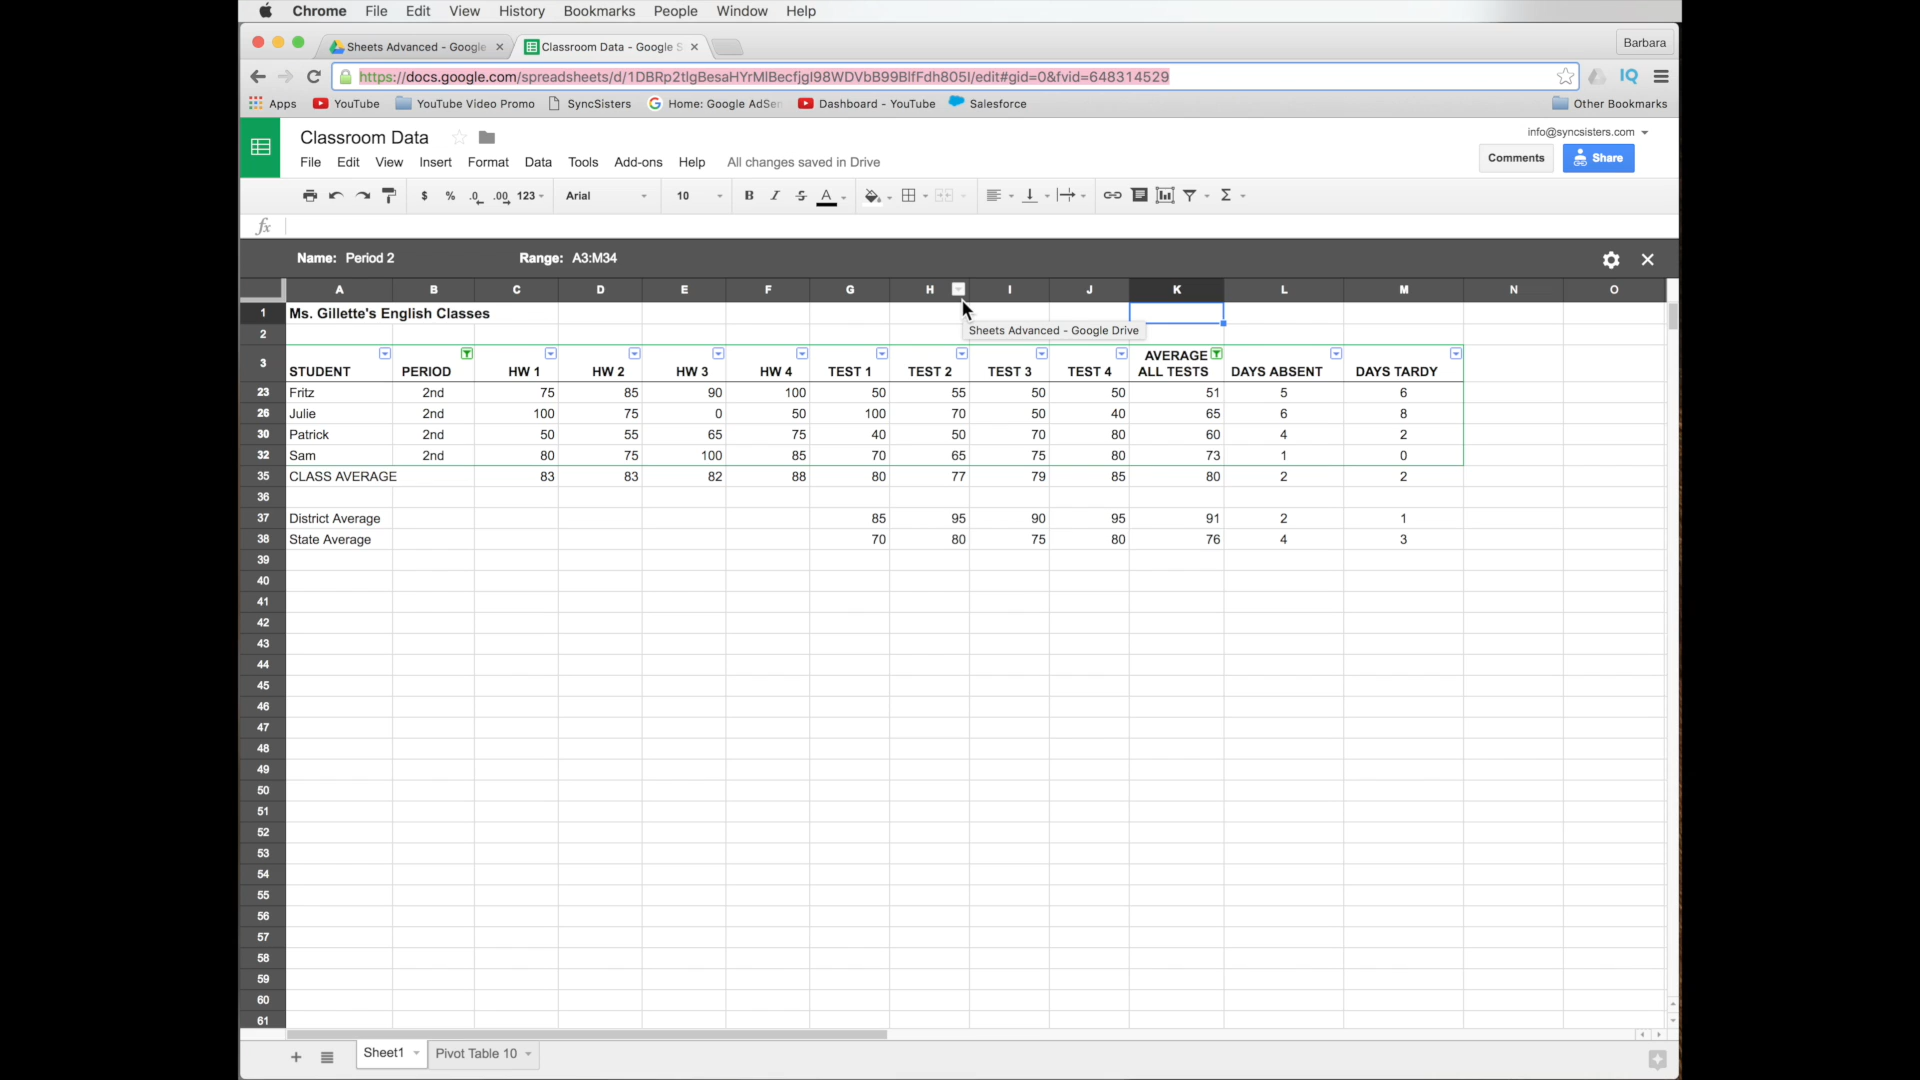 Chrome File Edit View History Bookmarks People Window Help
Sheets Advanced - Google Classroom Data - Google S Barbara
https://docs.google.com/spreadsheets/d/1DBRp2tlgBesaHYrMlBecfjgl98WDVbB99BlfFdh805I/edit#gid=0&fvid=648314529 IQ
Apps YouTube YouTube Video Promo SyncSisters Home: Google AdSen Dashboard - YouTube Salesforce Other Bookmarks
Classroom Data info@syncsisters.com
File Edit View Insert Format Data Tools Add-ons Help All changes saved in Drive Comments Share
$ % .0 .00 123 Arial 10 B I S A Σ
fx
Name: Period 2 Range: A3:M34
A B C D E F G H I J K L M N O
1 Ms. Gillette's English Classes
2 Sheets Advanced - Google Drive
3 STUDENT PERIOD HW 1 HW 2 HW 3 HW 4 TEST 1 TEST 2 TEST 3 TEST 4 AVERAGE ALL TESTS DAYS ABSENT DAYS TARDY
23 Fritz 2nd 75 85 90 100 50 55 50 50 51 5 6
26 Julie 2nd 100 75 0 50 100 70 50 40 65 6 8
30 Patrick 2nd 50 55 65 75 40 50 70 80 60 4 2
32 Sam 2nd 80 75 100 85 70 65 75 80 73 1 0
35 CLASS AVERAGE 83 83 82 88 80 77 79 85 80 2 2
36
37 District Average 85 95 90 95 91 2 1
38 State Average 70 80 75 80 76 4 3
39
40
41
42
43
44
45
46
47
48
49
50
51
52
53
54
55
56
57
58
59
60
61
Sheet1 Pivot Table 10